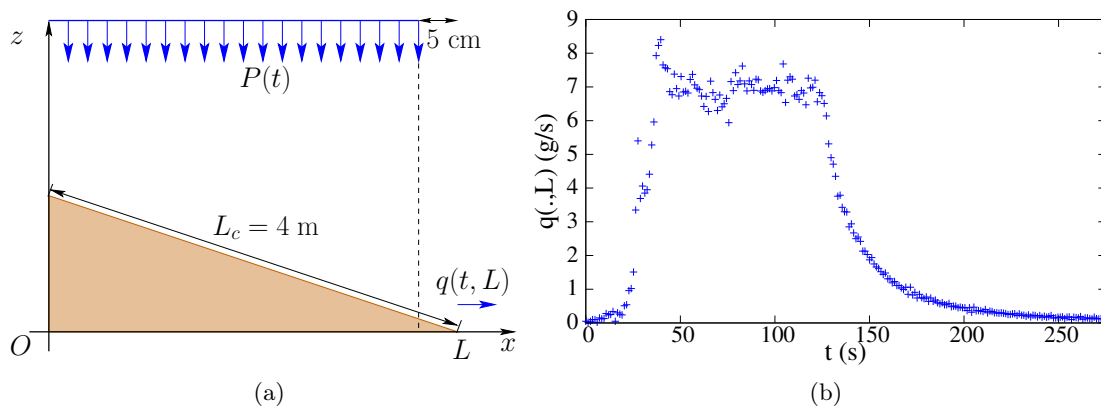 z
5 cm
P(t)
L_c = 4 m
q(t, L)
O
L
x
(a)
q(.,L) (g/s)
9
8
7
6
5
4
3
2
1
0
0 50 100 150 200 250
t (s)
(b)